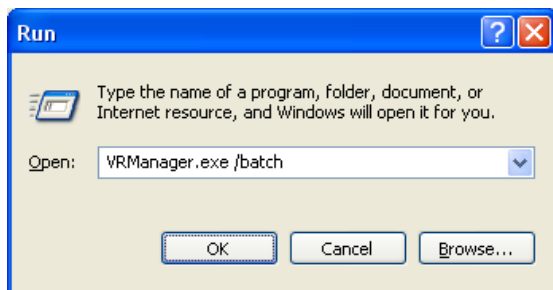 Run
Type the name of a program, folder, document, or
Internet resource, and Windows will open it for you.
Open: VRManager.exe /batch
OK Cancel Browse...